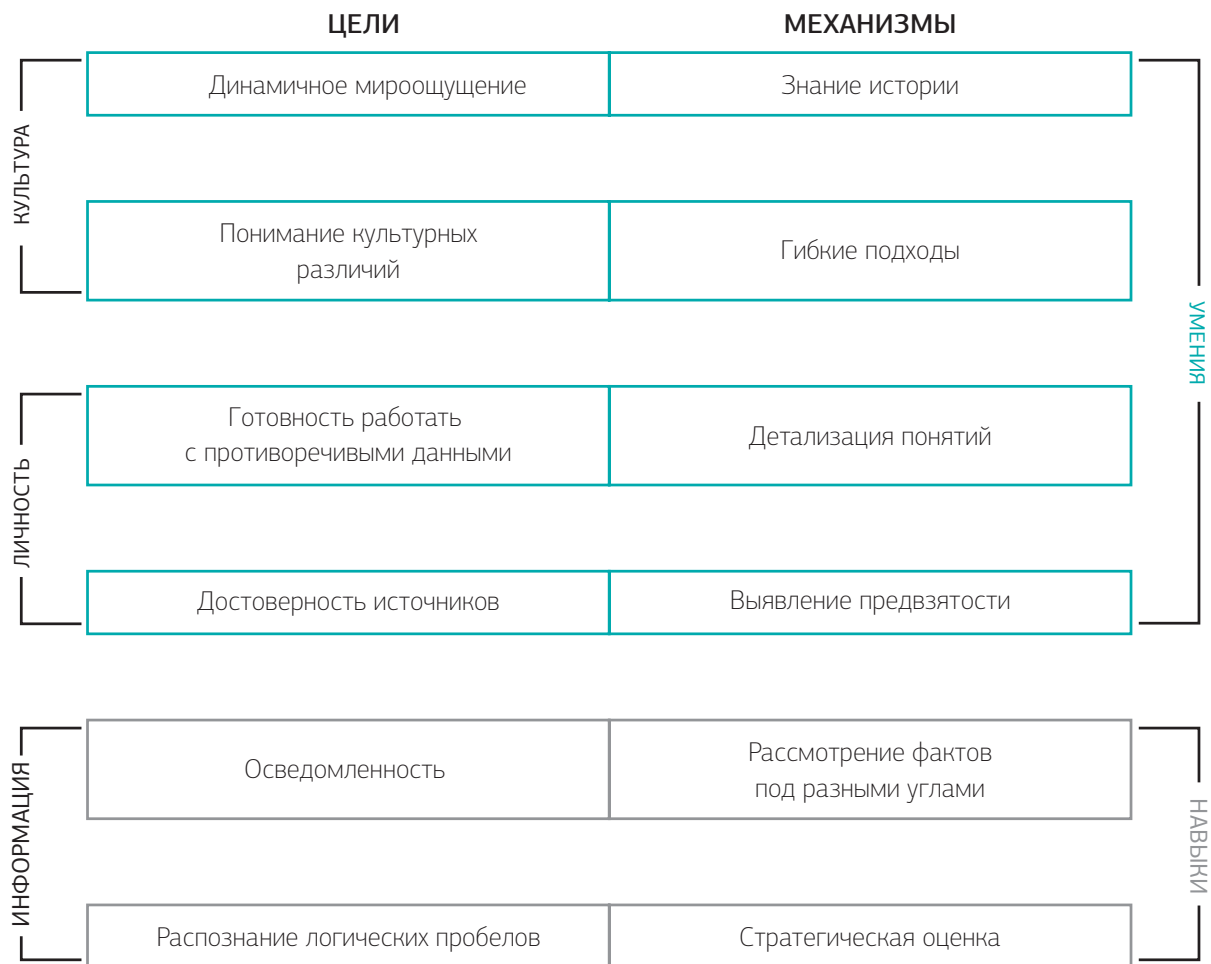 ЦЕЛИ
МЕХАНИЗМЫ
КУЛЬТУРА
Динамичное мироощущение
Знание истории
Понимание культурных
различий
Гибкие подходы
УМЕНИЯ
ЛИЧНОСТЬ
Готовность работать
с противоречивыми данными
Детализация понятий
Достоверность источников
Выявление предвзятости
ИНФОРМАЦИЯ
Осведомленность
Рассмотрение фактов
под разными углами
НАВЫКИ
Распознание логических пробелов
Стратегическая оценка